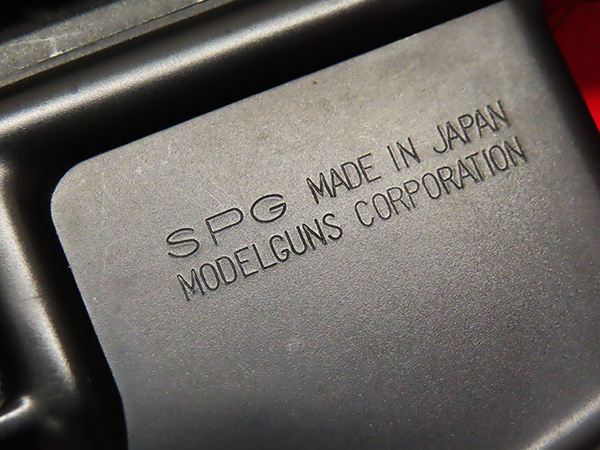 SPG MADE IN JAPAN
MODELGUNS CORPORATION